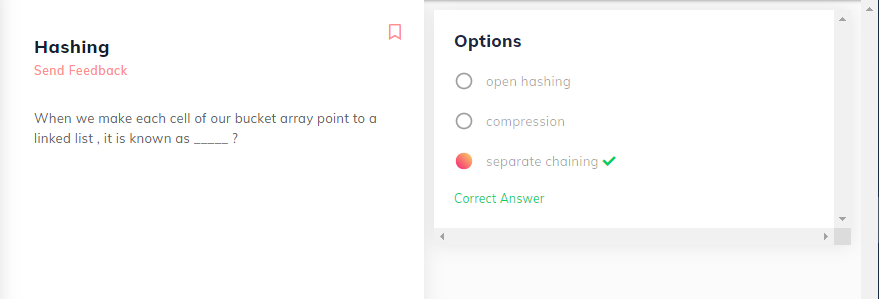 Hashing
Send Feedback
When we make each cell of our bucket array point to a
linked list , it is known as _____ ?
Options
open hashing
compression
separate chaining
Correct Answer